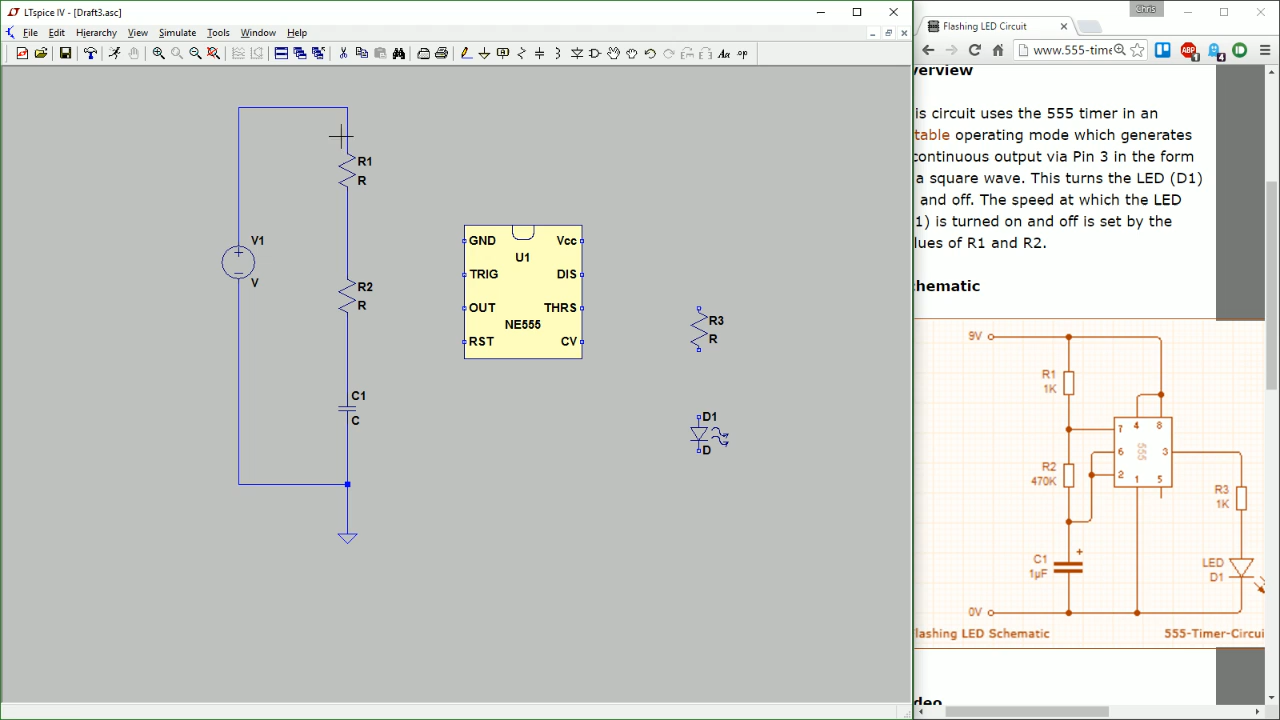 LTspice IV - [Draft3.asc]
File Edit Hierarchy View Simulate Tools Window Help
V1
V
R1
R
R2
R
C1
C
GND Vcc
U1
TRIG DIS
OUT THRS
NE555
RST CV
R3
R
D1
D
Chris
Flashing LED Circuit
www.555-time
verview
is circuit uses the 555 timer in an
table operating mode which generates
continuous output via Pin 3 in the form
a square wave. This turns the LED (D1)
and off. The speed at which the LED
1) is turned on and off is set by the
lues of R1 and R2.
hematic
9V
R1
1K
R2
470K
C1
1µF
+
0V
7 4 8
6 555 3
2 1 5
R3
1K
LED
D1
lashing LED Schematic 555-Timer-Circui
deo